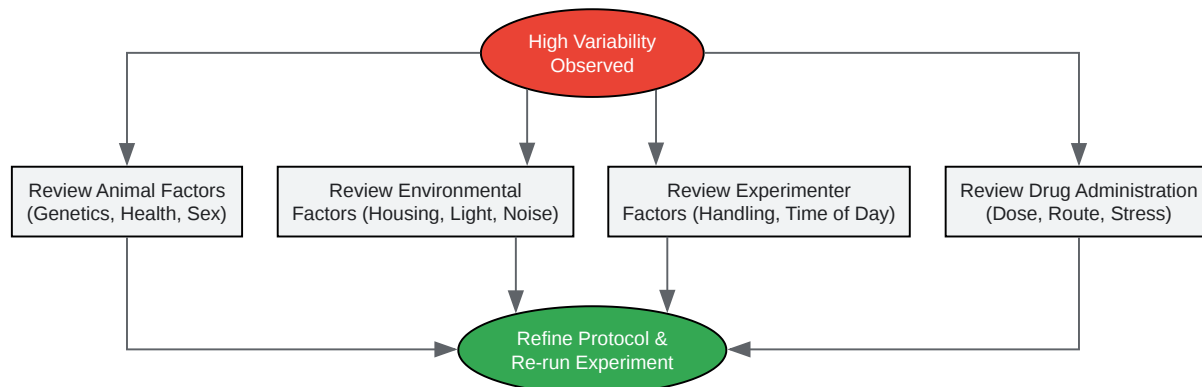 High Variability
Observed
Review Animal Factors
(Genetics, Health, Sex)
Review Environmental
Factors (Housing, Light, Noise)
Review Experimenter
Factors (Handling, Time of Day)
Review Drug Administration
(Dose, Route, Stress)
Refine Protocol &
Re-run Experiment